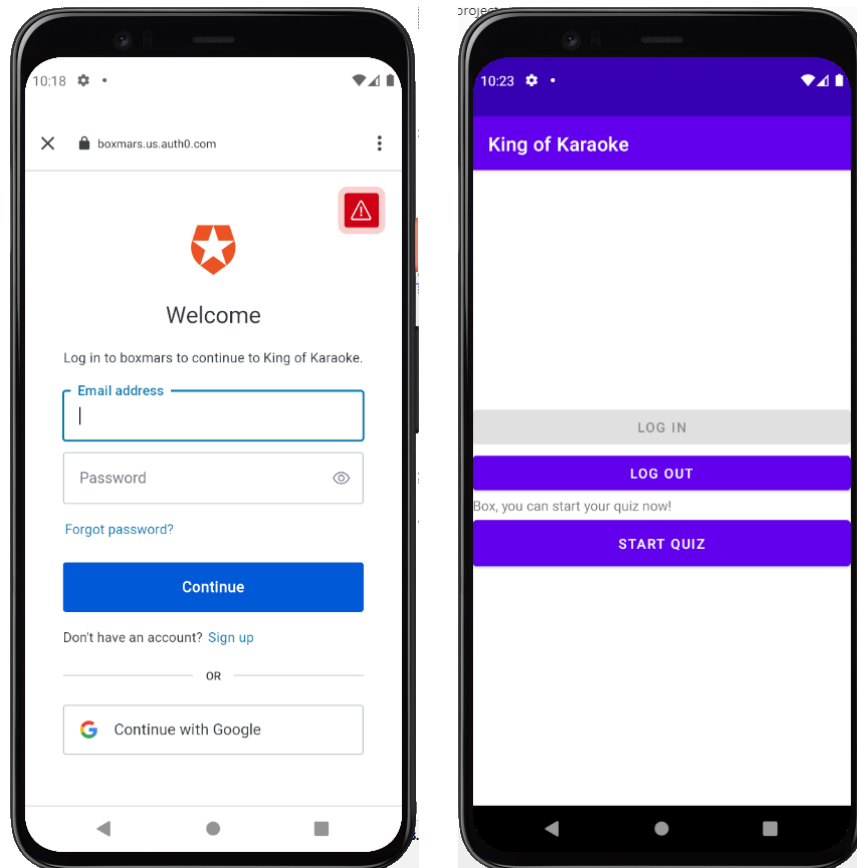 10:18
boxmars.us.auth0.com
Welcome
Log in to boxmars to continue to King of Karaoke.
Email address
Password
Forgot password?
Continue
Don't have an account? Sign up
OR
Continue with Google
10:23
King of Karaoke
LOG IN
LOG OUT
Box, you can start your quiz now!
START QUIZ